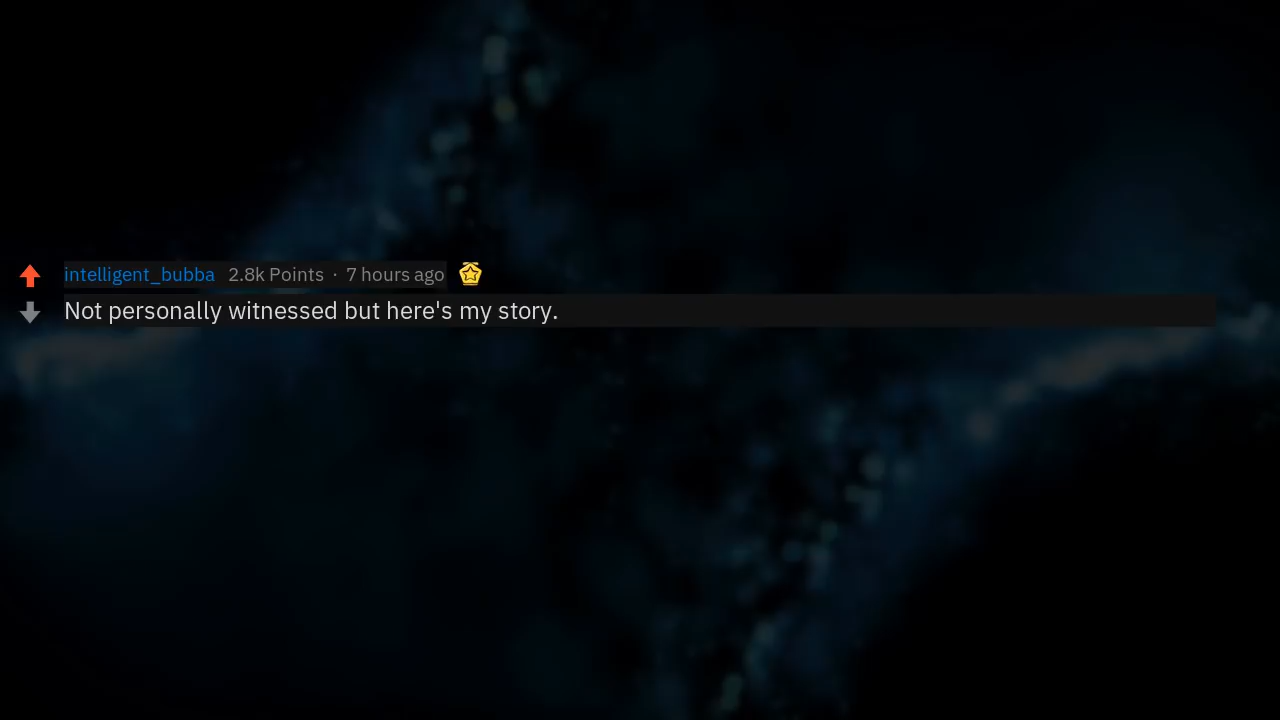 intelligent_bubba 2.8k Points · 7 hours ago
Not personally witnessed but here's my story.